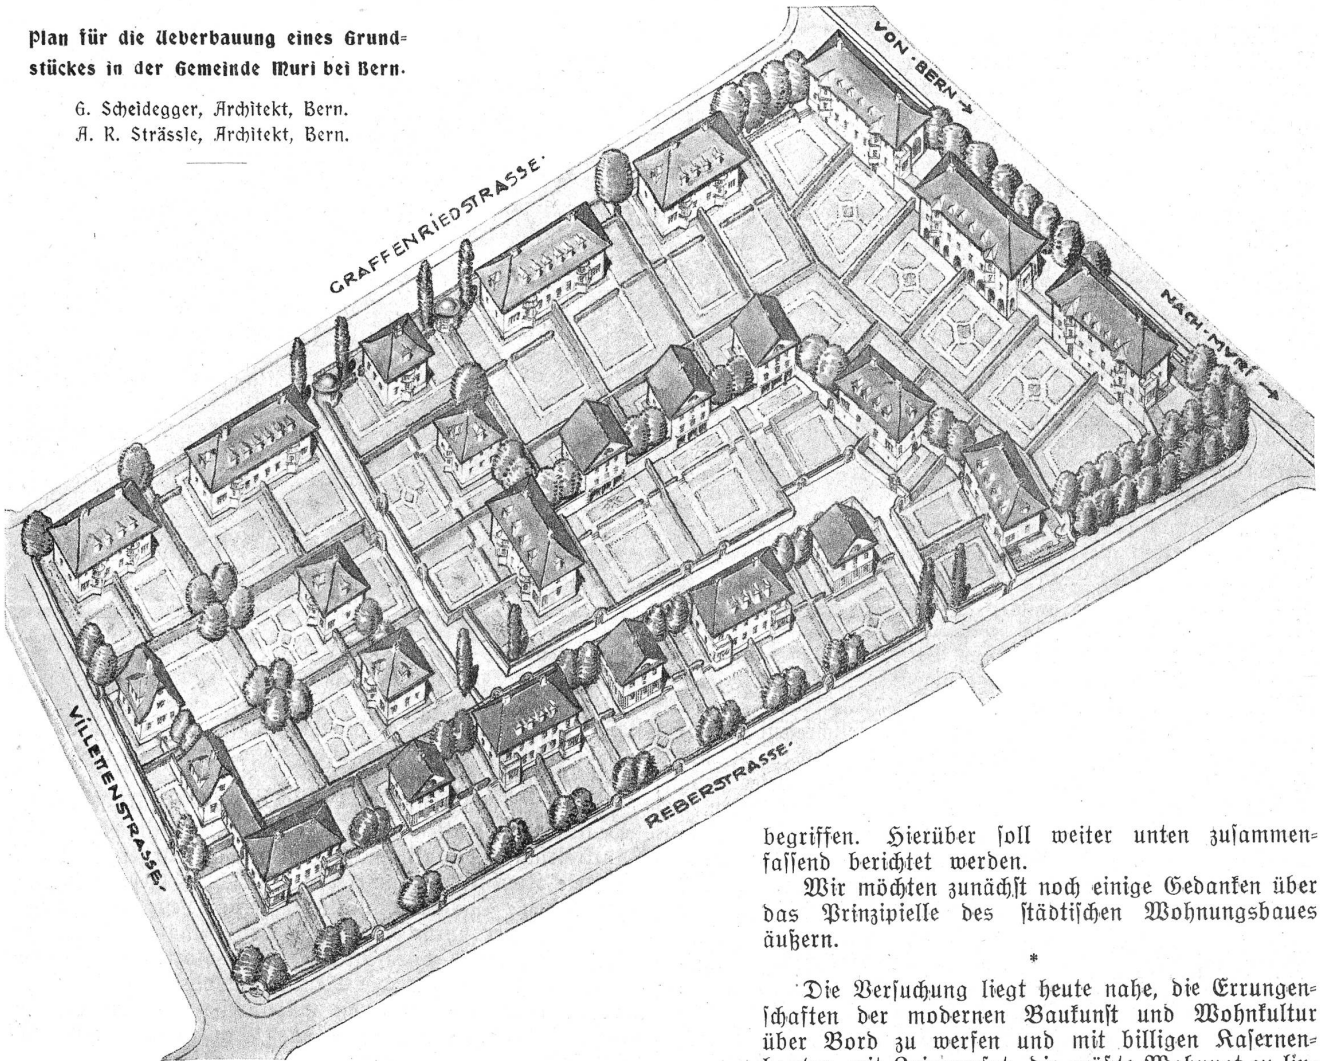 Plan für die Ueberbauung eines Grund=
stückes in der Gemeinde Muri bei Bern.
G. Scheidegger, Architekt, Bern.
A. R. Strässle, Architekt, Bern.
VON · BERN →
GRAFFENRIEDSTRASSE ·
NACH · MURI →
VILLETTENSTRASSE ·
REBERSTRASSE ·
begriffen. Hierüber soll weiter unten zusammen=
fassend berichtet werden.
Wir möchten zunächst noch einige Gedanken über
das Prinzipielle des städtischen Wohnungsbaues
äußern.
*
Die Versuchung liegt heute nahe, die Errungen=
schaften der modernen Baukunst und Wohnkultur
über Bord zu werfen und mit billigen Kasernen=